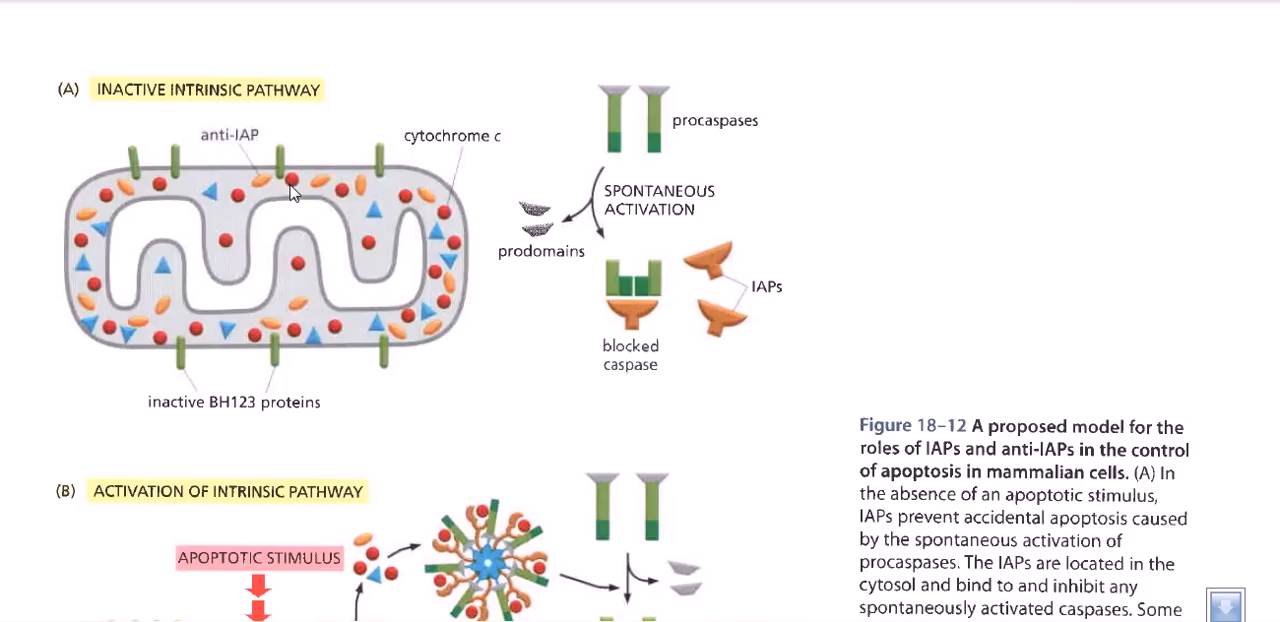 (A) INACTIVE INTRINSIC PATHWAY
anti-IAP
cytochrome c
procaspases
SPONTANEOUS
ACTIVATION
prodomains
IAPs
blocked
caspase
inactive BH123 proteins
Figure 18–12 A proposed model for the
roles of IAPs and anti-IAPs in the control
of apoptosis in mammalian cells. (A) In
the absence of an apoptotic stimulus,
IAPs prevent accidental apoptosis caused
by the spontaneous activation of
procaspases. The IAPs are located in the
cytosol and bind to and inhibit any
spontaneously activated caspases. Some
(B) ACTIVATION OF INTRINSIC PATHWAY
APOPTOTIC STIMULUS